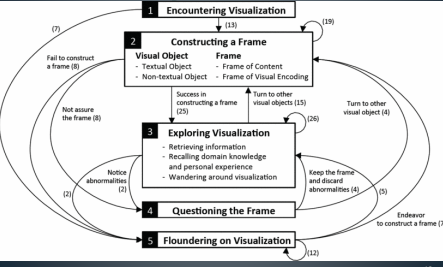 1 Encountering Visualization
(7)
(13)
(19)
2 Constructing a Frame
Visual Object
- Textual Object
- Non-textual Object
Frame
- Frame of Content
- Frame of Visual Encoding
Fail to construct
a frame (8)
Not assure
the frame (8)
Success in
constructing a frame
(25)
Turn to other
visual objects (15)
Turn to other
visual object (4)
(26)
3 Exploring Visualization
- Retrieving information
- Recalling domain knowledge
and personal experience
- Wandering around visualization
Notice
abnormalities
(2)
(2)
Keep the frame
and discard
abnormalities (4)
(5)
4 Questioning the Frame
Endeavor
to construct a frame (7
5 Floundering on Visualization
(12)